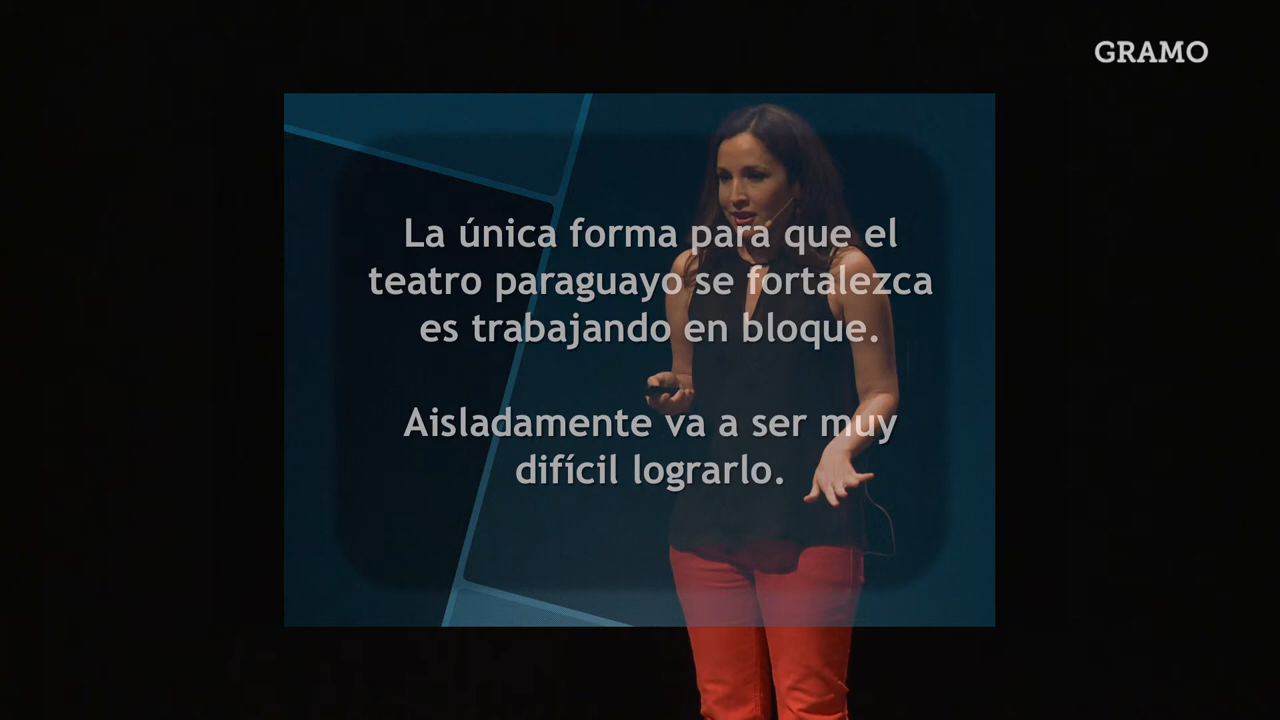 GRAMO
La única forma para que el
teatro paraguayo se fortalezca
es trabajando en bloque.
Aisladamente va a ser muy
difícil lograrlo.